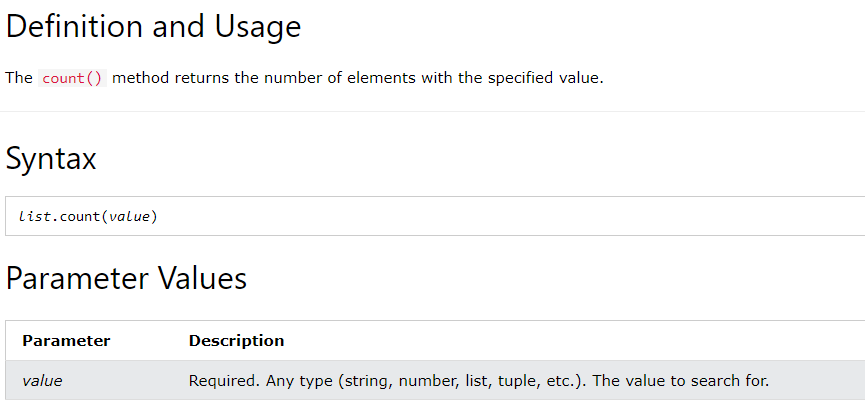 Definition and Usage
The count() method returns the number of elements with the specified value.
Syntax
list.count(value)
Parameter Values
Parameter Description
value Required. Any type (string, number, list, tuple, etc.). The value to search for.